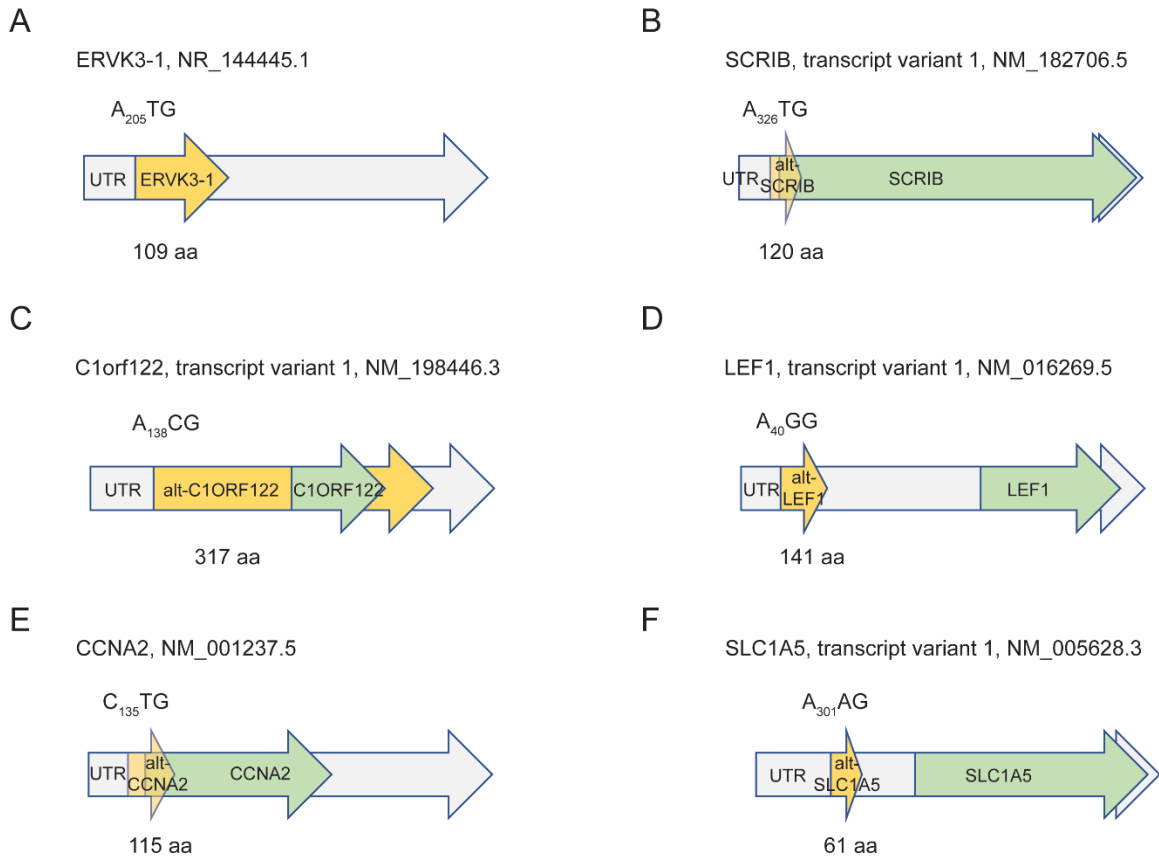 A
ERVK3-1, NR_144445.1
A205TG
UTR
ERVK3-1
109 aa
B
SCRIB, transcript variant 1, NM_182706.5
A326TG
UTR
alt-
SCRIB
SCRIB
120 aa
C
C1orf122, transcript variant 1, NM_198446.3
A138CG
UTR
alt-C1ORF122
C1ORF122
317 aa
D
LEF1, transcript variant 1, NM_016269.5
A40GG
UTR
alt-
LEF1
LEF1
141 aa
E
CCNA2, NM_001237.5
C135TG
UTR
alt-
CCNA2
CCNA2
115 aa
F
SLC1A5, transcript variant 1, NM_005628.3
A301AG
UTR
alt-
SLC1A5
SLC1A5
61 aa